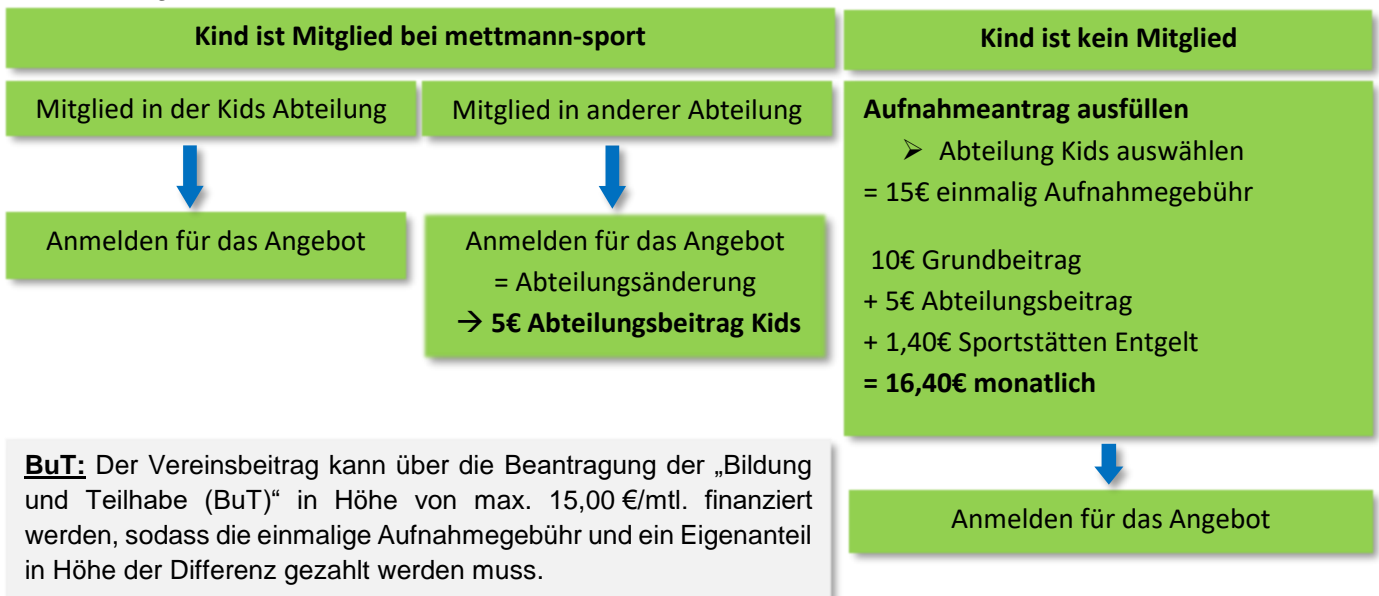 Kind ist Mitglied bei mettmann-sport
Mitglied in der Kids Abteilung
Anmelden für das Angebot
Mitglied in anderer Abteilung
Anmelden für das Angebot
= Abteilungsänderung
→ 5€ Abteilungsbeitrag Kids
Kind ist kein Mitglied
Aufnahmeantrag ausfüllen
➢ Abteilung Kids auswählen
= 15€ einmalig Aufnahmegebühr
10€ Grundbeitrag
+ 5€ Abteilungsbeitrag
+ 1,40€ Sportstätten Entgelt
= 16,40€ monatlich
Anmelden für das Angebot
BuT: Der Vereinsbeitrag kann über die Beantragung der „Bildung
und Teilhabe (BuT)“ in Höhe von max. 15,00 €/mtl. finanziert
werden, sodass die einmalige Aufnahmegebühr und ein Eigenanteil
in Höhe der Differenz gezahlt werden muss.